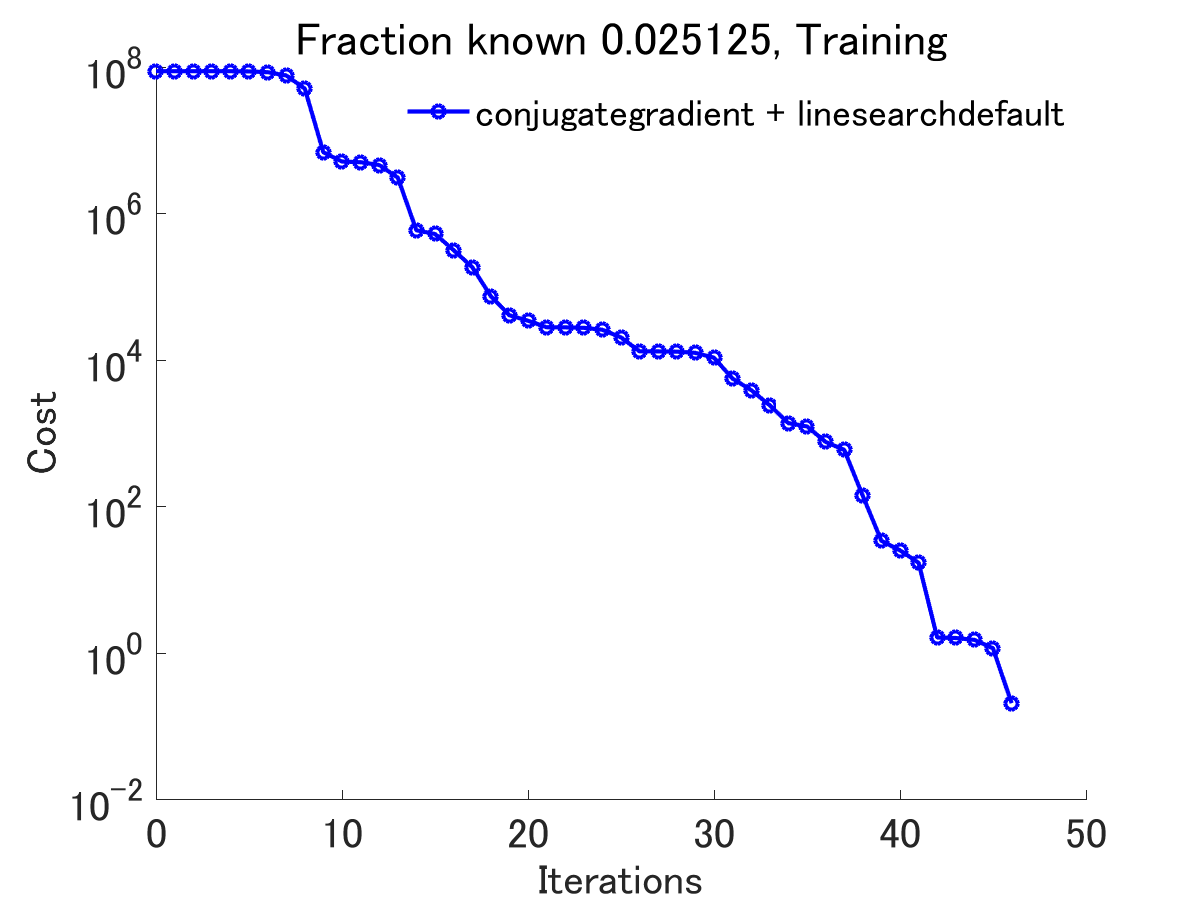 Fraction known 0.025125, Training
conjugategradient + linesearchdefault
10^8
10^6
10^4
10^2
10^0
10^-2
Cost
0 10 20 30 40 50
Iterations